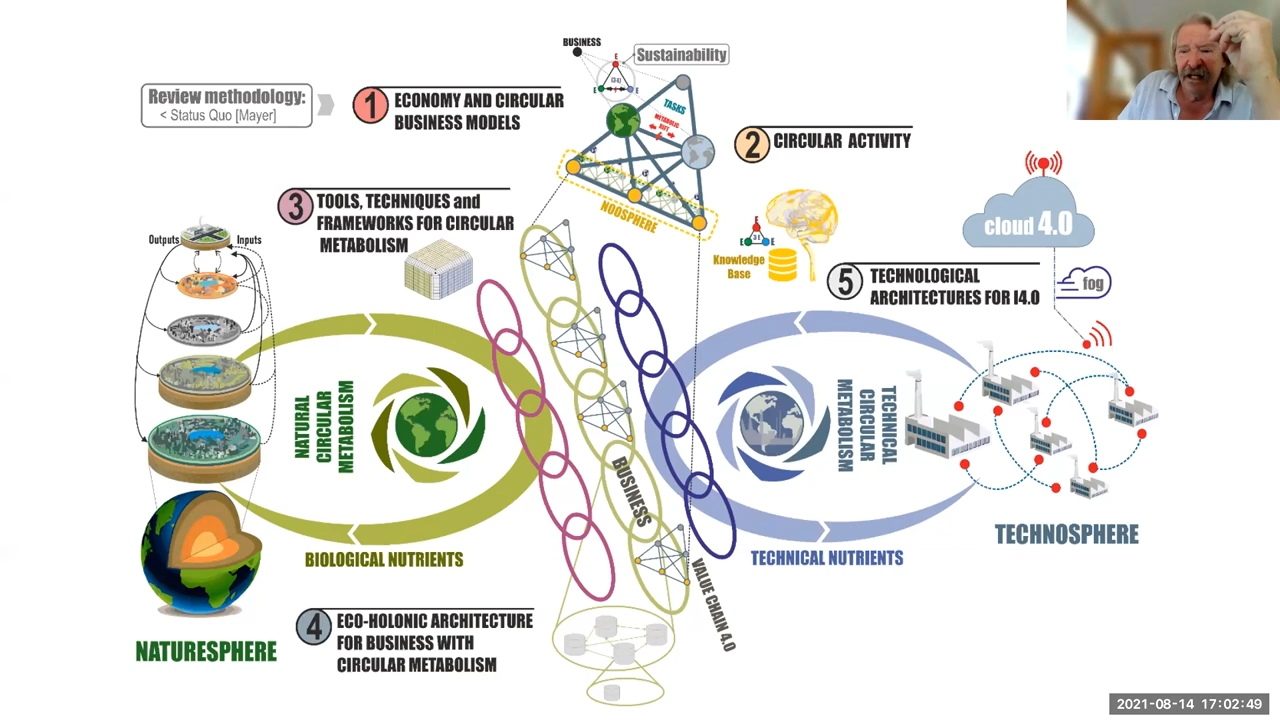 BUSINESS
E
Sustainability
E
E
Review methodology:
< Status Quo [Mayer]
1
ECONOMY AND CIRCULAR
BUSINESS MODELS
TASKS
METABOLIC
RIFT
2
CIRCULAR ACTIVITY
NOOSPHERE
3
TOOLS, TECHNIQUES and
FRAMEWORKS FOR CIRCULAR
METABOLISM
Outputs
Inputs
E
3E
E
E
Knowledge
Base
cloud 4.0
5
TECHNOLOGICAL
ARCHITECTURES FOR I4.0
fog
NATURAL
CIRCULAR
METABOLISM
BIOLOGICAL NUTRIENTS
BUSINESS
VALUE CHAIN 4.0
TECHNICAL
CIRCULAR
METABOLISM
TECHNICAL NUTRIENTS
TECHNOSPHERE
NATURESPHERE
4
ECO-HOLONIC ARCHITECTURE
FOR BUSINESS WITH
CIRCULAR METABOLISM
2021-08-14 17:02:49